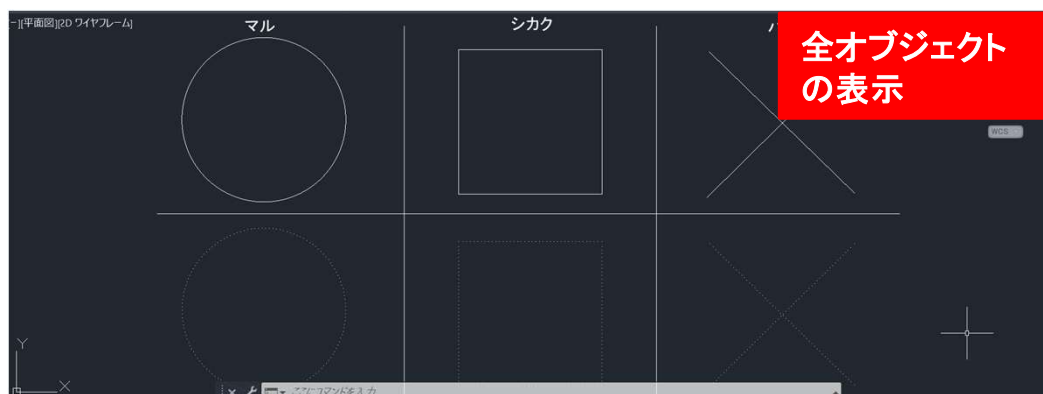 -][平面図][2D ワイヤフレーム]
マル
シカク
全オブジェクト
の表示
WCS
Y
X
ここにコマンドを入力